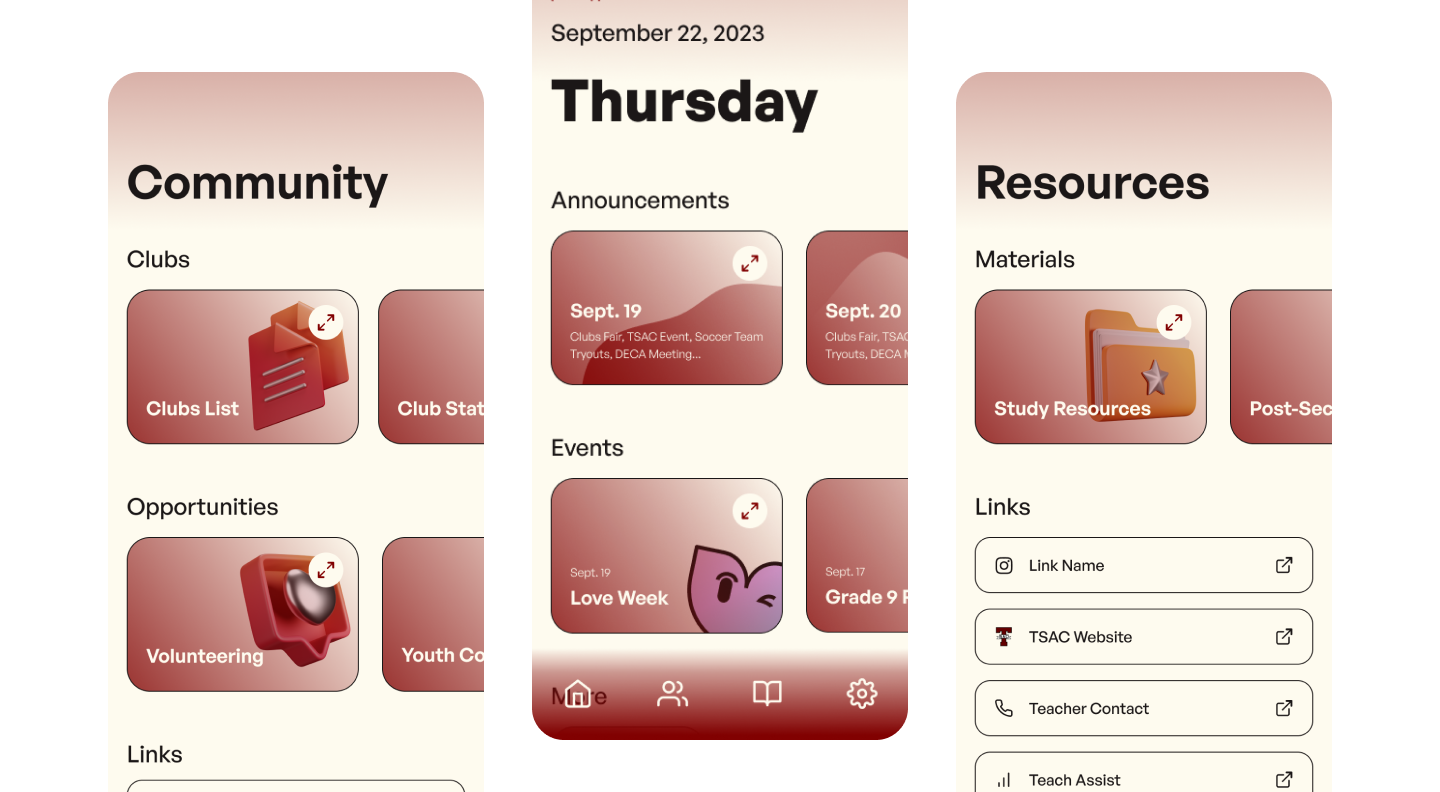 Community
Clubs
Clubs List
Club Stat
Opportunities
Volunteering
Youth Co
Links
September 22, 2023
Thursday
Announcements
Sept. 19
Clubs Fair, TSAC Event, Soccer Team
Tryouts, DECA Meeting...
Sept. 20
Clubs Fair, TSAC
Tryouts, DECA M
Events
Sept. 19
Love Week
Sept. 17
Grade 9 P
More
Resources
Materials
Study Resources
Post-Sec
Links
Link Name
TSAC Website
Teacher Contact
Teach Assist